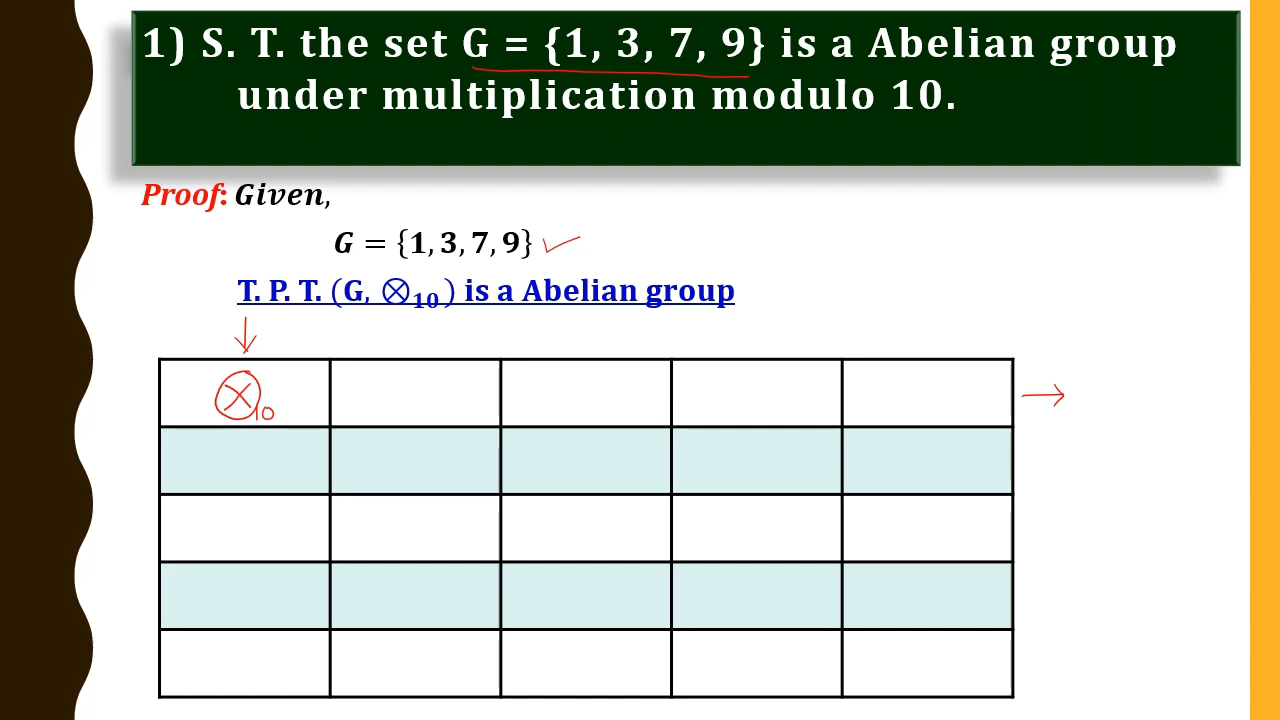 1) S. T. the set G = {1, 3, 7, 9} is a Abelian group
under multiplication modulo 10.
Proof: Given,
G = {1, 3, 7, 9} ✓
T. P. T. (G, ⊗₁₀) is a Abelian group
⊗₁₀